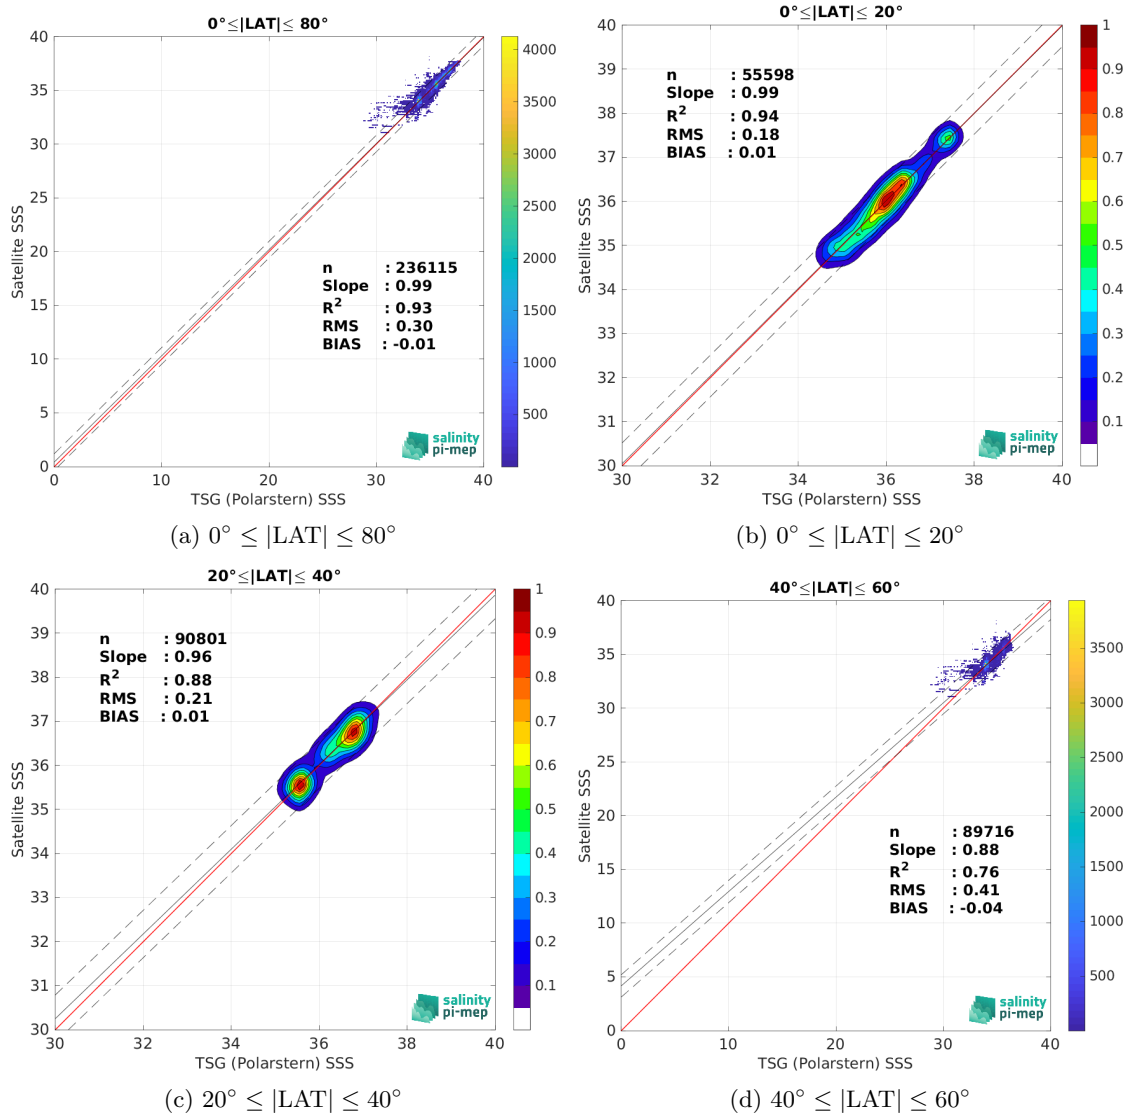 0°≤|LAT|≤ 80°
40
35
30
25
20
15
10
5
0
Satellite SSS
n : 236115
Slope : 0.99
R² : 0.93
RMS : 0.30
BIAS : -0.01
salinity
pi-mep
0 10 20 30 40
TSG (Polarstern) SSS
4000
3500
3000
2500
2000
1500
1000
500
(a) 0° ≤ |LAT| ≤ 80°
0°≤|LAT|≤ 20°
40
39
38
37
36
35
34
33
32
31
30
Satellite SSS
n : 55598
Slope : 0.99
R² : 0.94
RMS : 0.18
BIAS : 0.01
salinity
pi-mep
30 32 34 36 38 40
TSG (Polarstern) SSS
1
0.9
0.8
0.7
0.6
0.5
0.4
0.3
0.2
0.1
(b) 0° ≤ |LAT| ≤ 20°
20°≤|LAT|≤ 40°
40
39
38
37
36
35
34
33
32
31
30
Satellite SSS
n : 90801
Slope : 0.96
R² : 0.88
RMS : 0.21
BIAS : 0.01
salinity
pi-mep
30 32 34 36 38 40
TSG (Polarstern) SSS
1
0.9
0.8
0.7
0.6
0.5
0.4
0.3
0.2
0.1
(c) 20° ≤ |LAT| ≤ 40°
40°≤|LAT|≤ 60°
40
35
30
25
20
15
10
5
0
Satellite SSS
n : 89716
Slope : 0.88
R² : 0.76
RMS : 0.41
BIAS : -0.04
salinity
pi-mep
0 10 20 30 40
TSG (Polarstern) SSS
3500
3000
2500
2000
1500
1000
500
(d) 40° ≤ |LAT| ≤ 60°